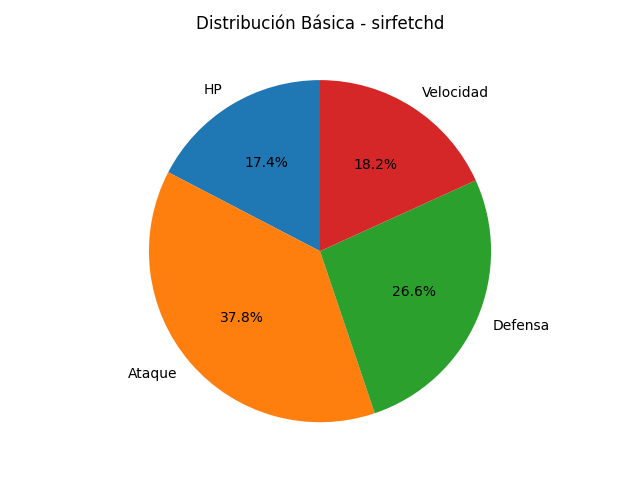 Distribución Básica - sirfetchd
HP
Velocidad
17.4%
18.2%
26.6%
37.8%
Defensa
Ataque